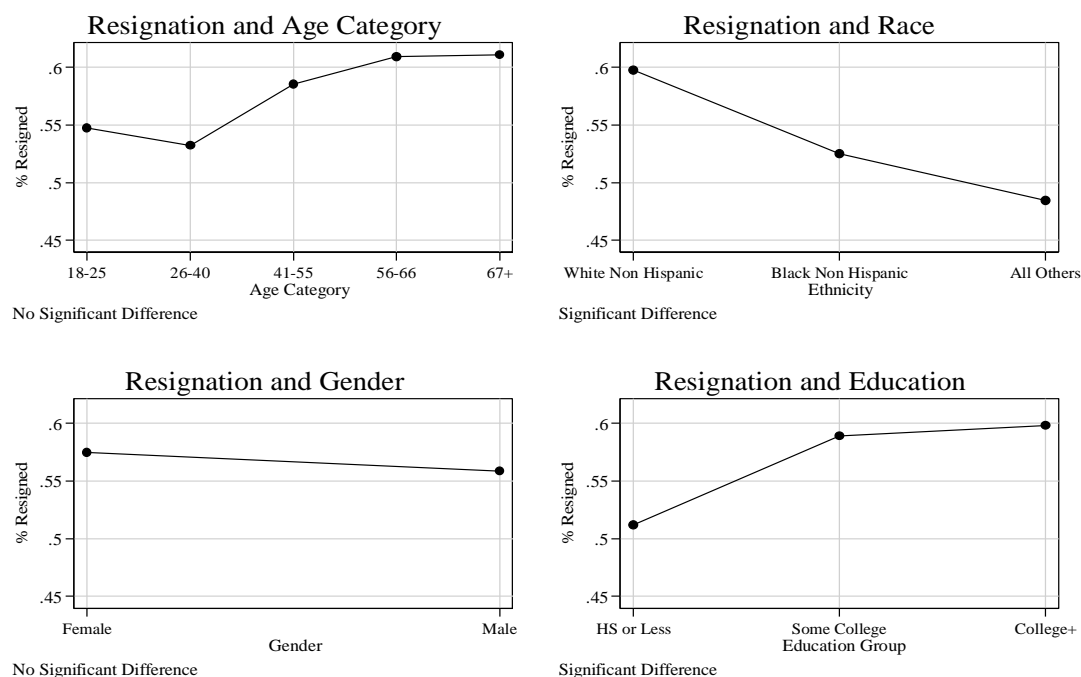 Resignation and Age Category
% Resigned
.6
.55
.5
.45
18-25 26-40 41-55 56-66 67+
Age Category
No Significant Difference
Resignation and Race
% Resigned
.6
.55
.5
.45
White Non Hispanic Black Non Hispanic All Others
Ethnicity
Significant Difference
Resignation and Gender
% Resigned
.6
.55
.5
.45
Female Male
Gender
No Significant Difference
Resignation and Education
% Resigned
.6
.55
.5
.45
HS or Less Some College College+
Education Group
Significant Difference